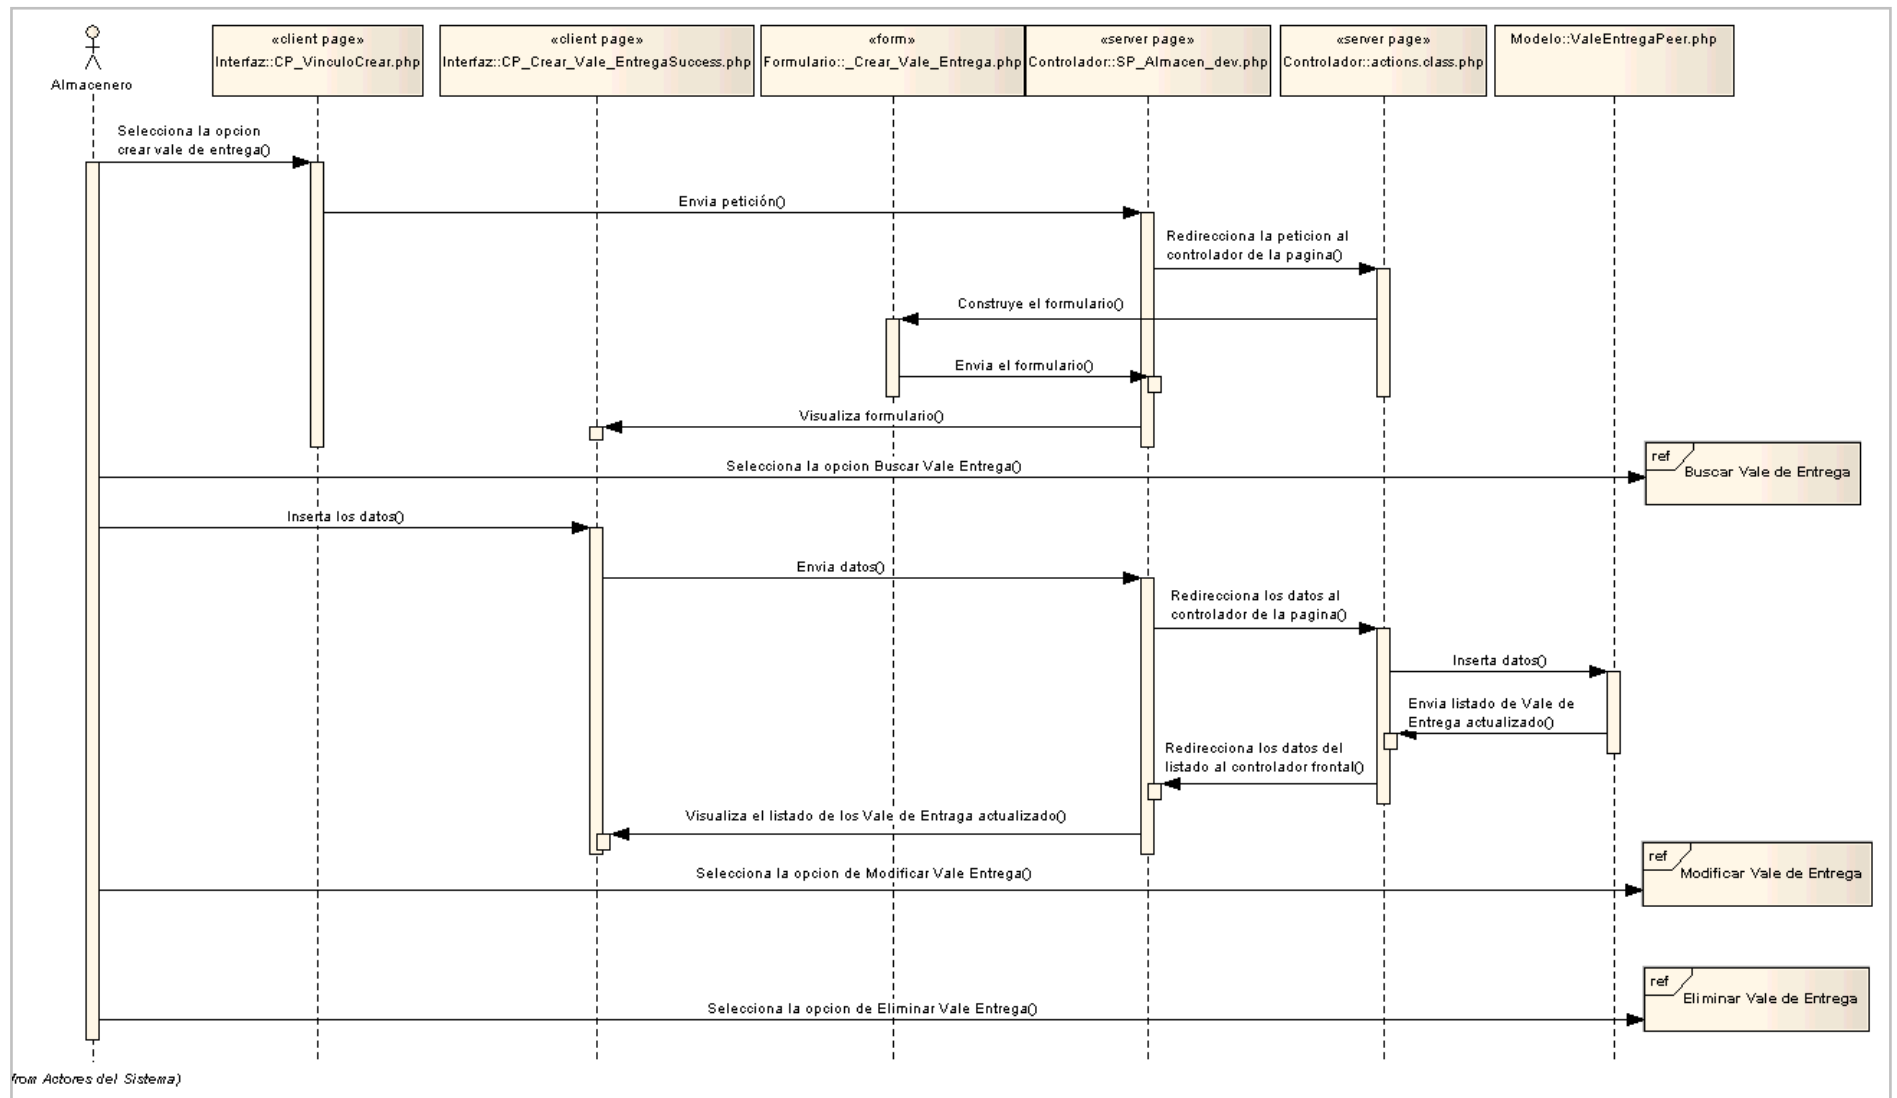 «client page»
Interfaz::CP_VinculoCrear.php
«client page»
Interfaz::CP_Crear_Vale_EntregaSuccess.php
«form»
Formulario::_Crear_Vale_Entrega.php
«server page»
Controlador::SP_Almacen_dev.php
«server page»
Controlador::actions.class.php
Modelo::ValeEntregaPeer.php
Almacenero
Selecciona la opcion
crear vale de entrega()
Envia petición()
Redirecciona la peticion al
controlador de la pagina()
Construye el formulario()
Envia el formulario()
Visualiza formulario()
ref
Buscar Vale de Entrega
Selecciona la opcion Buscar Vale Entrega()
Inserta los datos()
Envia datos()
Redirecciona los datos al
controlador de la pagina()
Inserta datos()
Envia listado de Vale de
Entrega actualizado()
Redirecciona los datos del
listado al controlador frontal()
Visualiza el listado de los Vale de Entraga actualizado()
ref
Modificar Vale de Entrega
Selecciona la opcion de Modificar Vale Entrega()
ref
Eliminar Vale de Entrega
Selecciona la opcion de Eliminar Vale Entrega()
from Actores del Sistema)